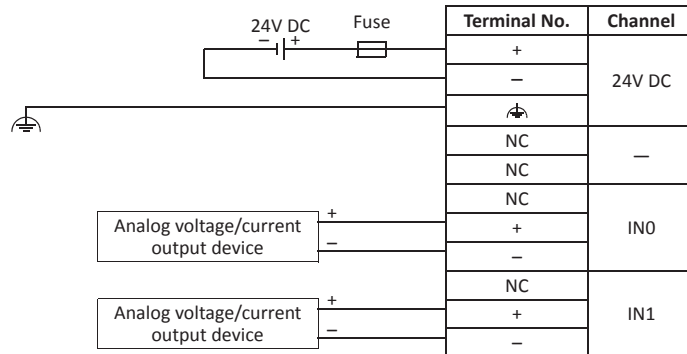 24V DC
Fuse
Terminal No. Channel
– +
+
–
24V DC
NC
—
NC
NC
Analog voltage/current
output device
+
–
+
IN0
–
NC
Analog voltage/current
output device
+
–
+
IN1
–